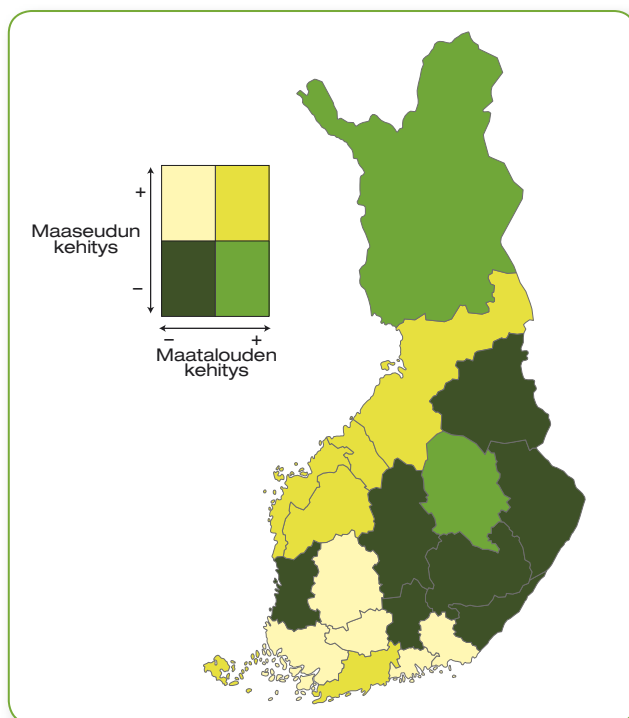 +
Maaseudun
kehitys
–
– +
Maatalouden
kehitys